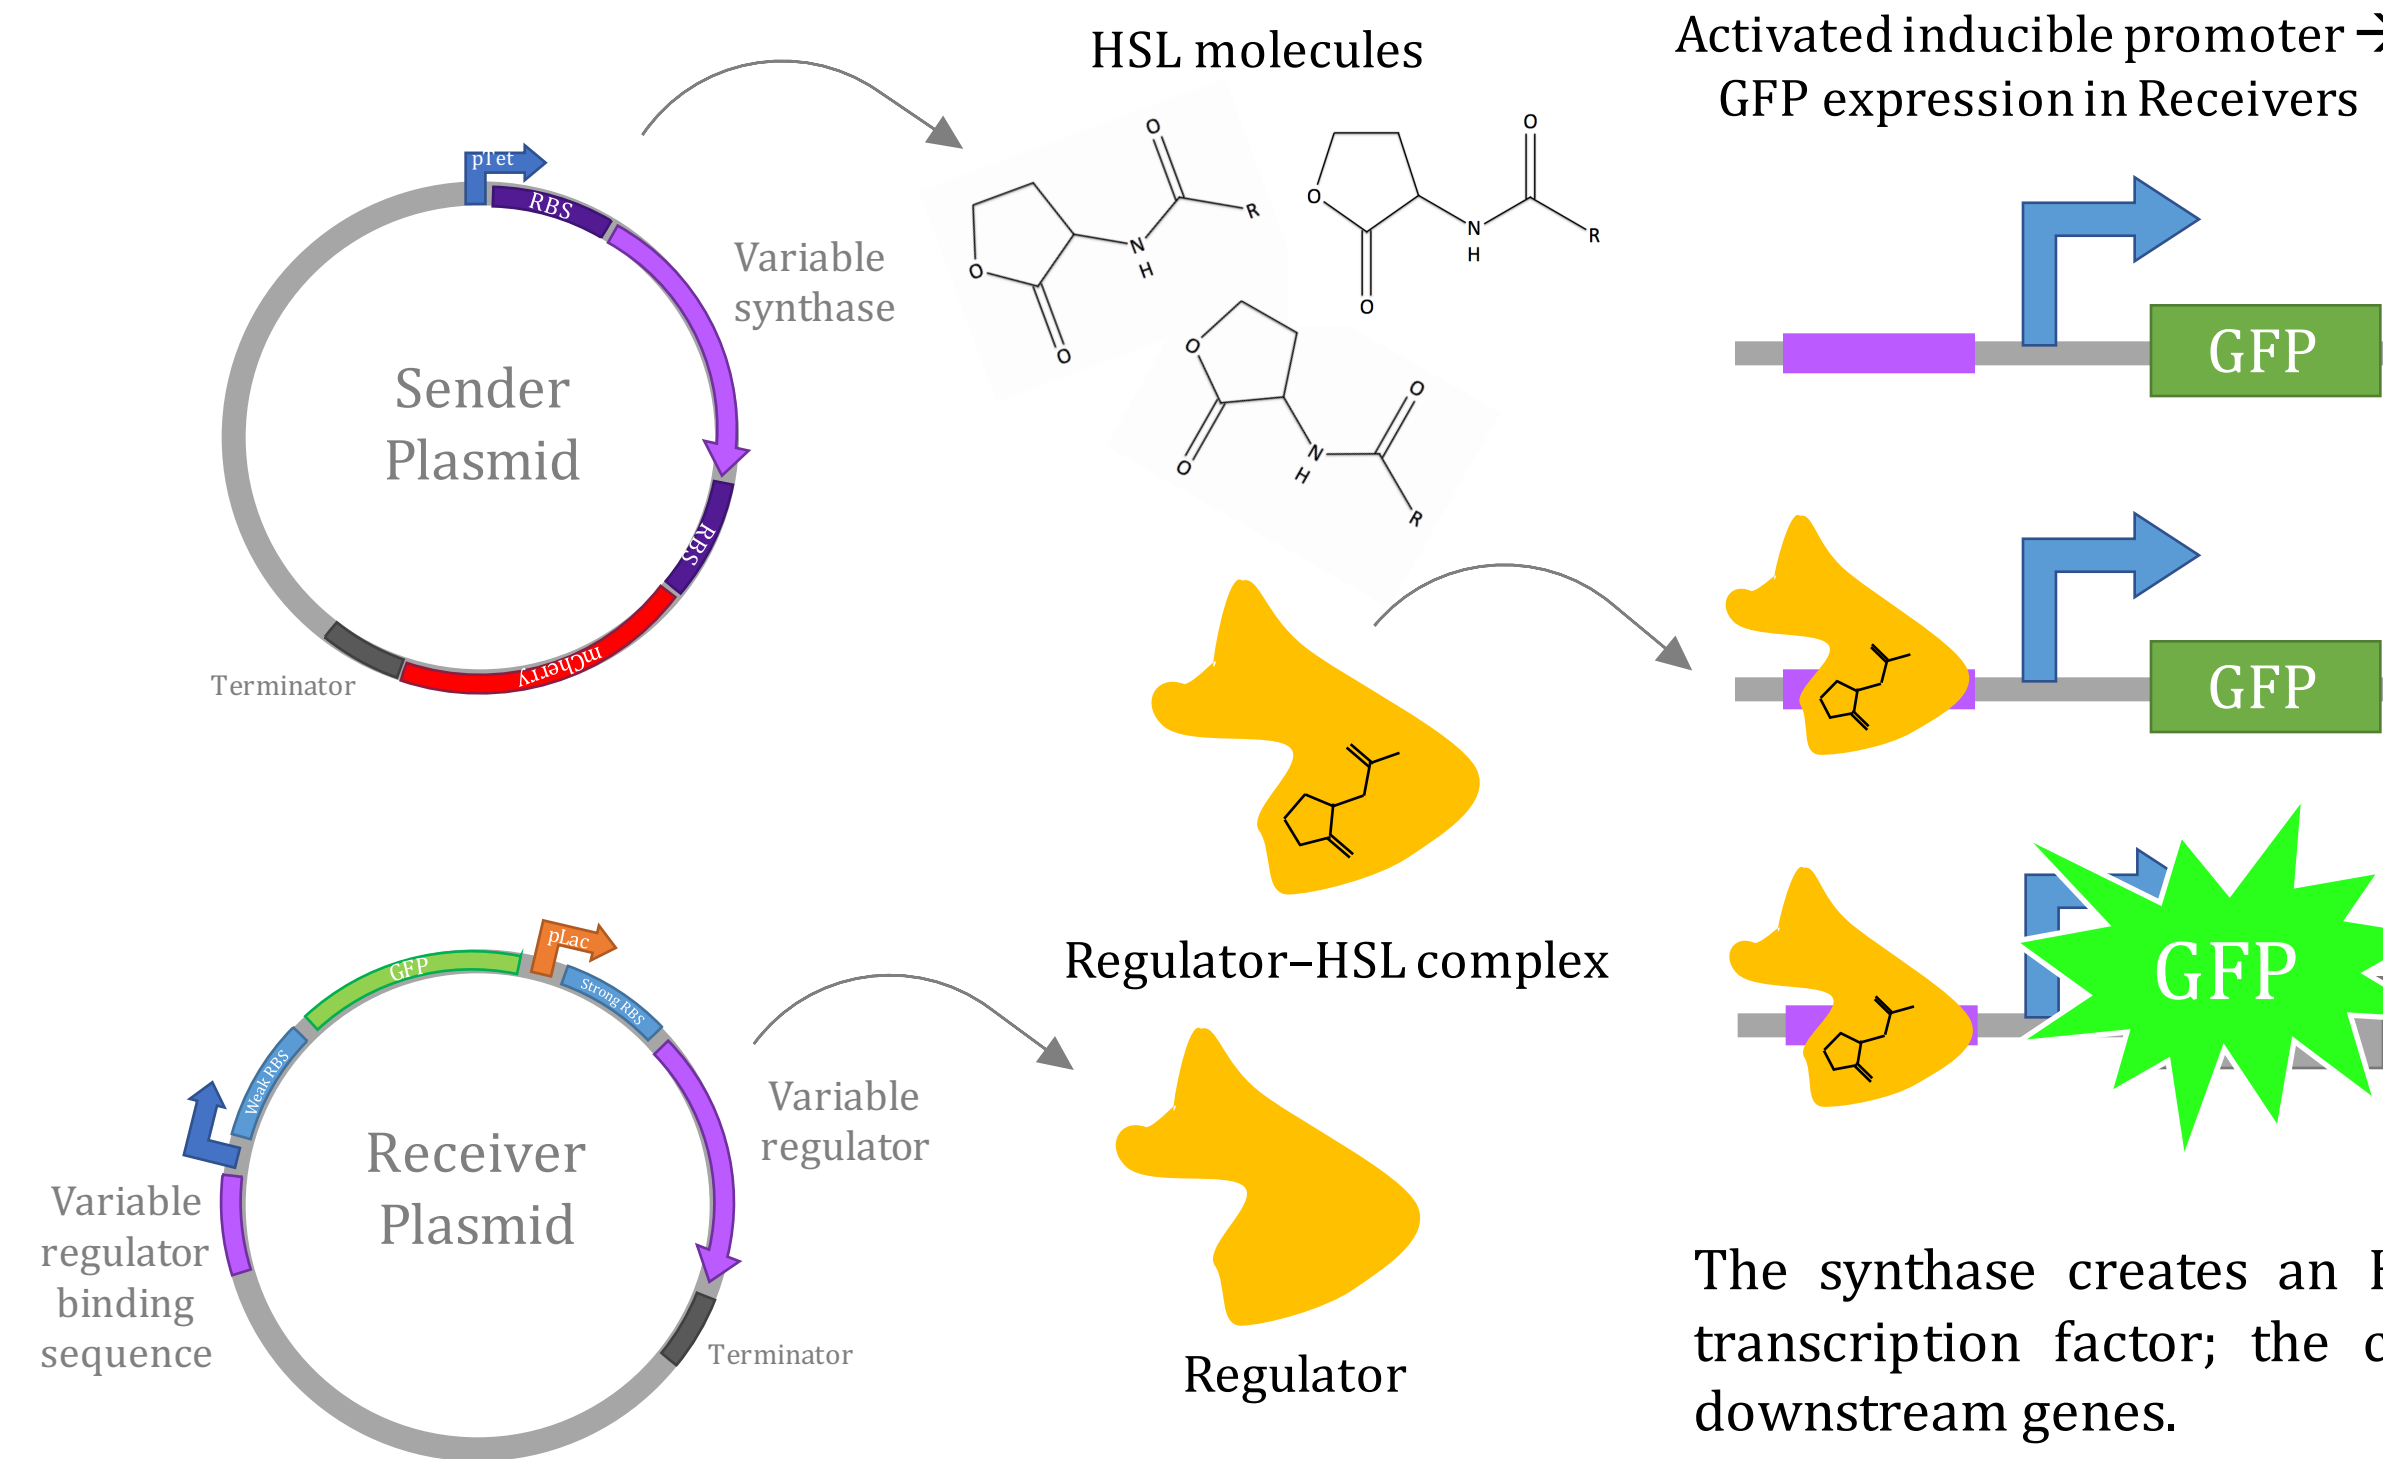 HSL molecules
Activated inducible promoter →
GFP expression in Receivers
pTet
RBS
Variable
synthase
Sender
Plasmid
RBS
mCherry
Terminator
O
R
N
H
O
O
O
R
N
H
O
O
O
O
N
H
O
R
GFP
GFP
GFP
Regulator–HSL complex
pLac
Strong RBS
GFP
Weak RBS
Variable
regulator
Receiver
Plasmid
Variable
regulator
binding
sequence
Terminator
Regulator
The synthase creates an
transcription factor; the
downstream genes.